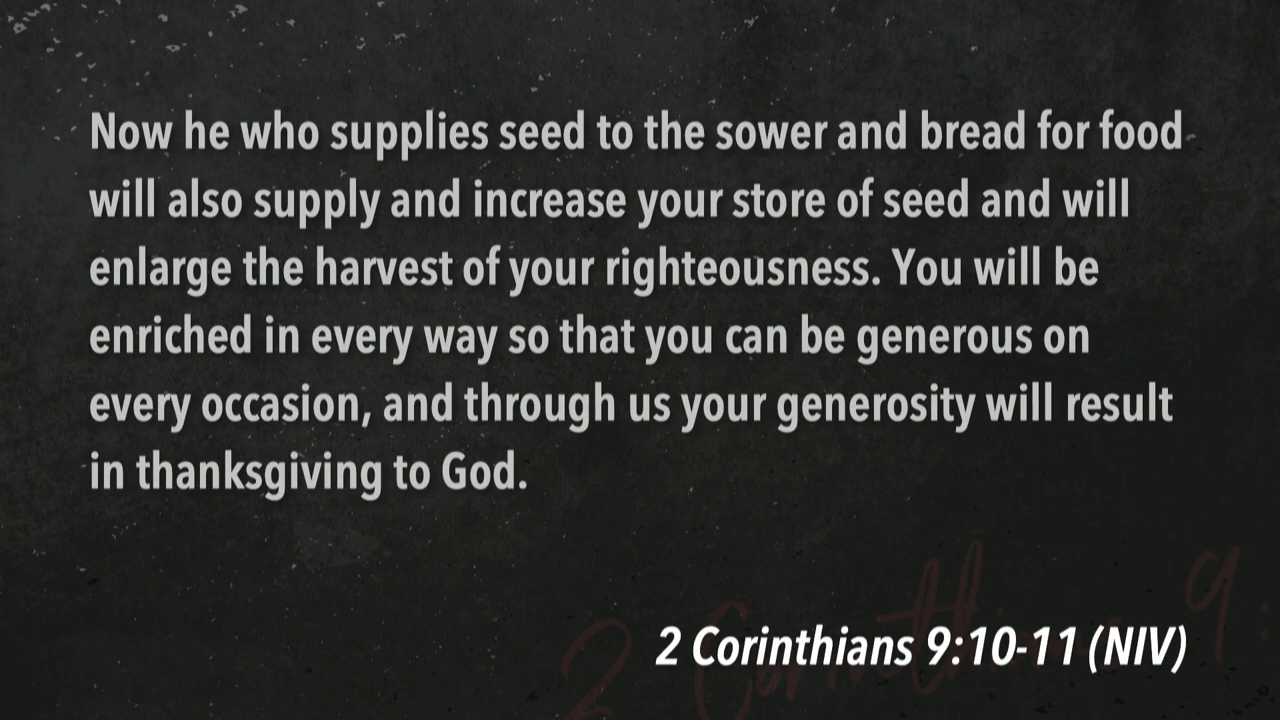 Now he who supplies seed to the sower and bread for food
will also supply and increase your store of seed and will
enlarge the harvest of your righteousness. You will be
enriched in every way so that you can be generous on
every occasion, and through us your generosity will result
in thanksgiving to God.
2 Corinthians 9:10-11 (NIV)
2 Corinthians 9: